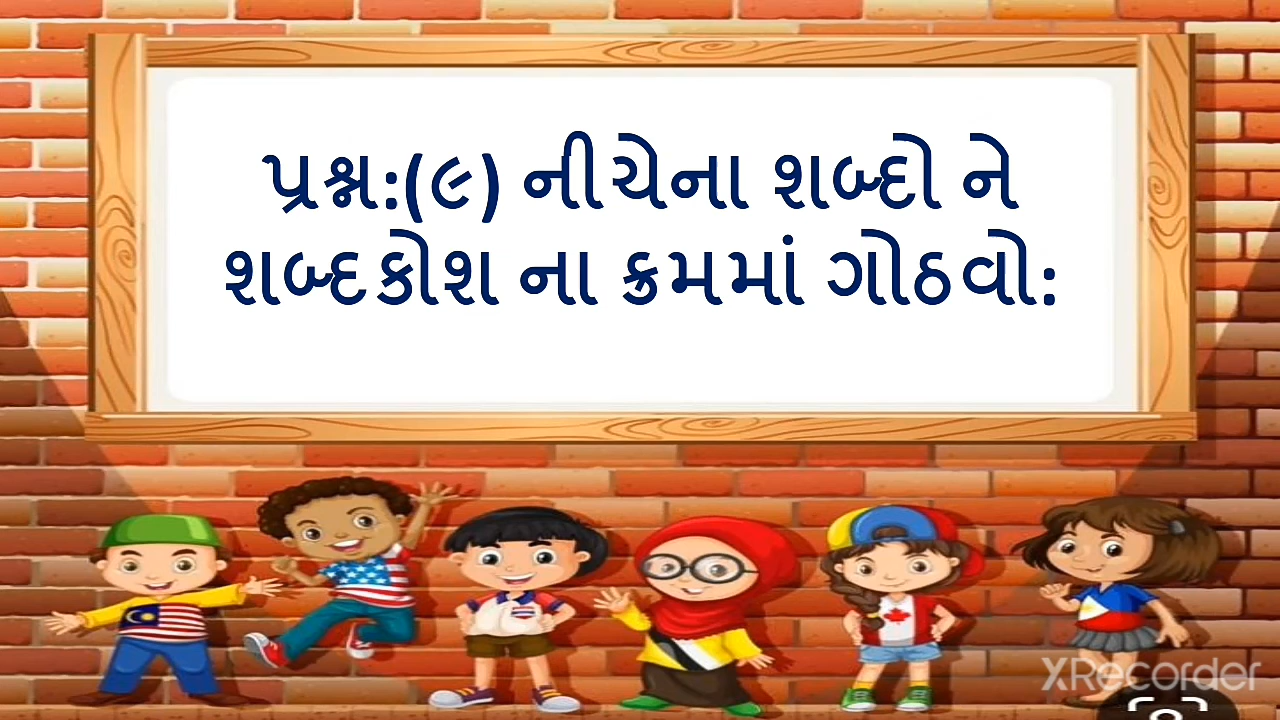 પ્રશ્ન:(૯) નીચેના શબ્દો ને
શબ્દકોશ ના ક્રમમાં ગોઠવો:
XRecorder